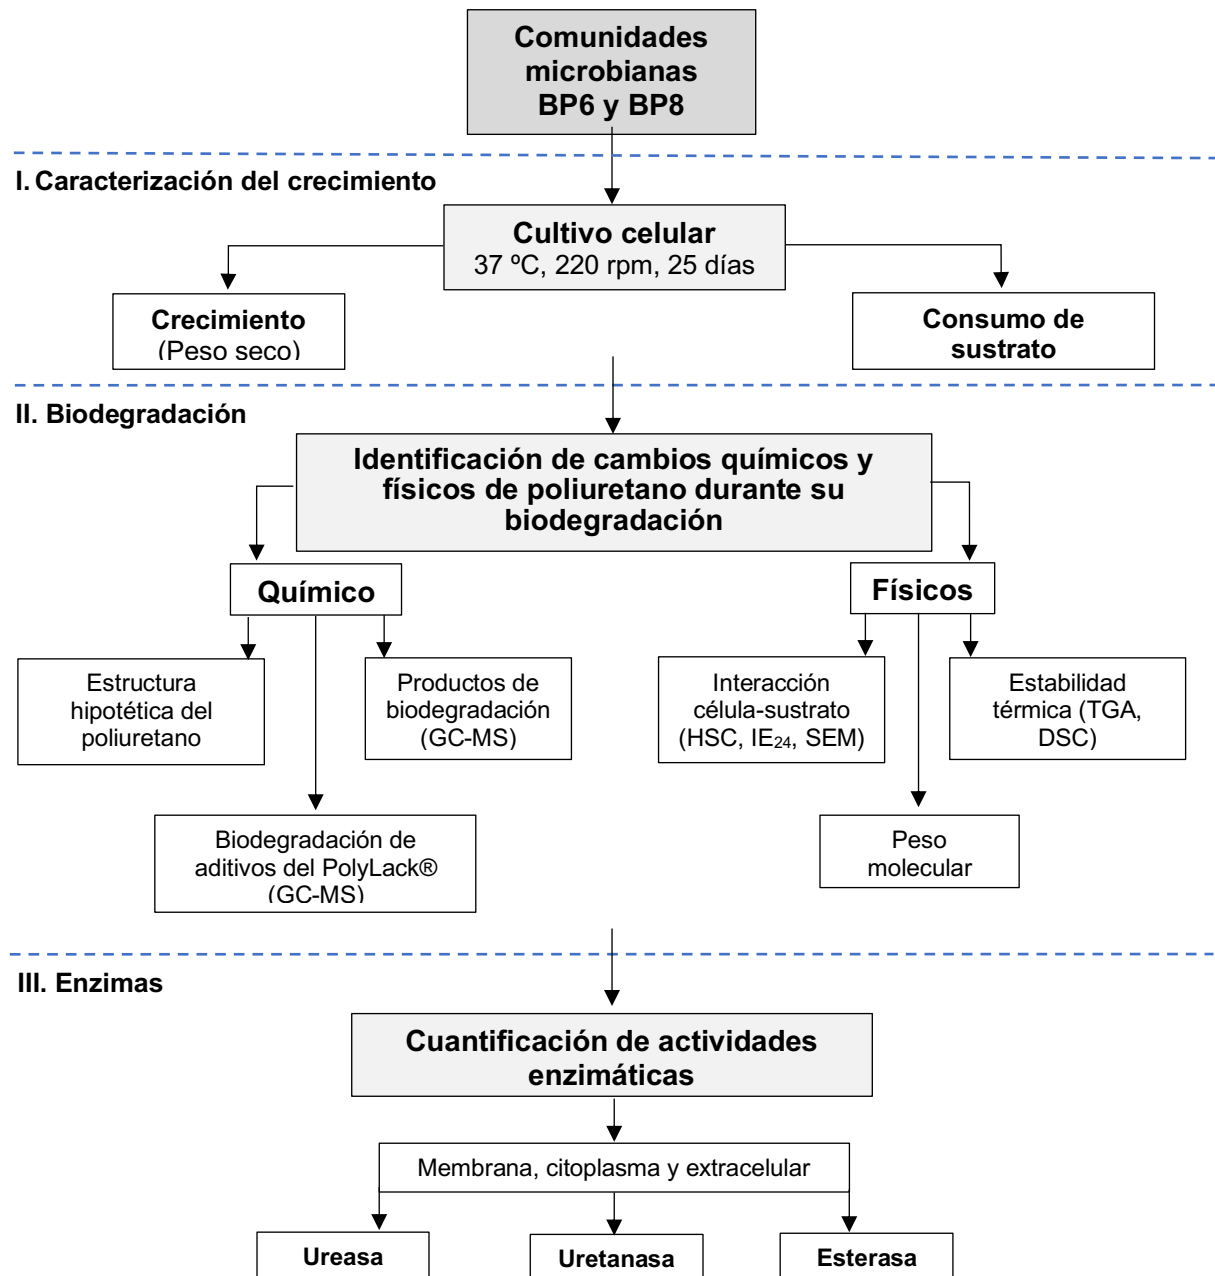 Comunidades
microbianas
BP6 y BP8
I. Caracterización del crecimiento
Cultivo celular
37 ºC, 220 rpm, 25 días
Crecimiento
(Peso seco)
Consumo de
sustrato
II. Biodegradación
Identificación de cambios químicos y
físicos de poliuretano durante su
biodegradación
Químico
Físicos
Estructura
hipotética del
poliuretano
Productos de
biodegradación
(GC-MS)
Interacción
célula-sustrato
(HSC, IE₂₄, SEM)
Estabilidad
térmica (TGA,
DSC)
Biodegradación de
aditivos del PolyLack®
(GC-MS)
Peso
molecular
III. Enzimas
Cuantificación de actividades
enzimáticas
Membrana, citoplasma y extracelular
Ureasa
Uretanasa
Esterasa